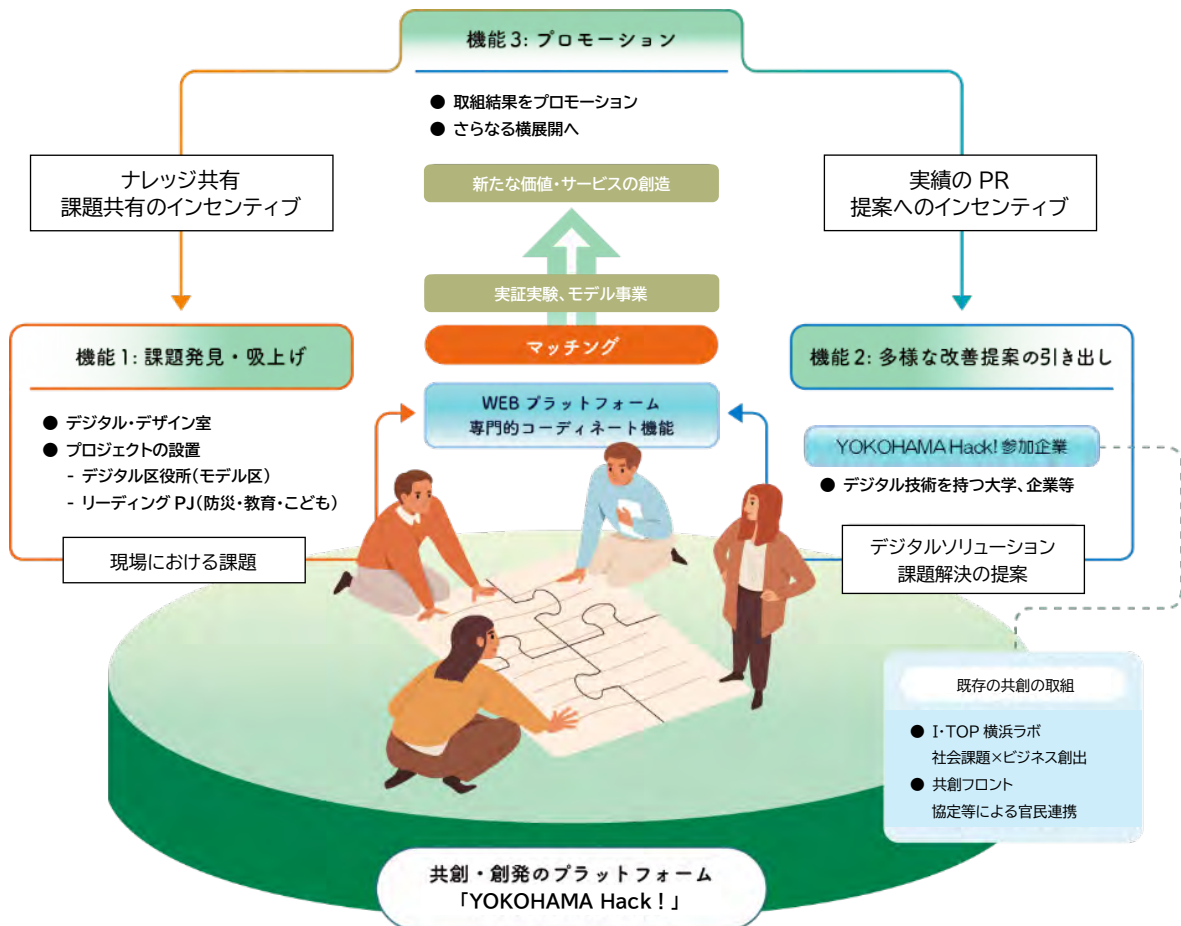 機能3: プロモーション
● 取組結果をプロモーション
● さらなる横展開へ
ナレッジ共有
課題共有のインセンティブ
実績の PR
提案へのインセンティブ
新たな価値・サービスの創造
実証実験、モデル事業
マッチング
WEB プラットフォーム
専門的コーディネート機能
機能1: 課題発見・吸上げ
● デジタル・デザイン室
● プロジェクトの設置
- デジタル区役所(モデル区)
- リーディング PJ(防災・教育・こども)
現場における課題
機能2: 多様な改善提案の引き出し
YOKOHAMA Hack! 参加企業
● デジタル技術を持つ大学、企業等
デジタルソリューション
課題解決の提案
既存の共創の取組
● I・TOP 横浜ラボ
社会課題×ビジネス創出
● 共創フロント
協定等による官民連携
共創・創発のプラットフォーム
「YOKOHAMA Hack!」